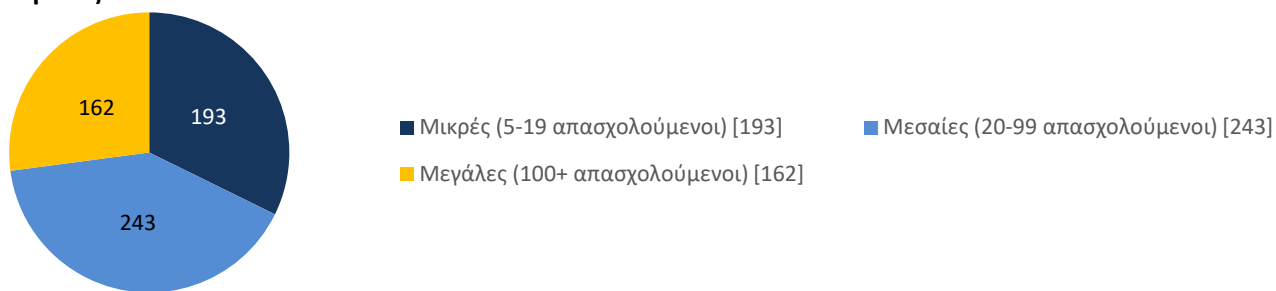 162
193
243
Μικρές (5-19 απασχολούμενοι) [193]
Μεσαίες (20-99 απασχολούμενοι) [243]
Μεγάλες (100+ απασχολούμενοι) [162]